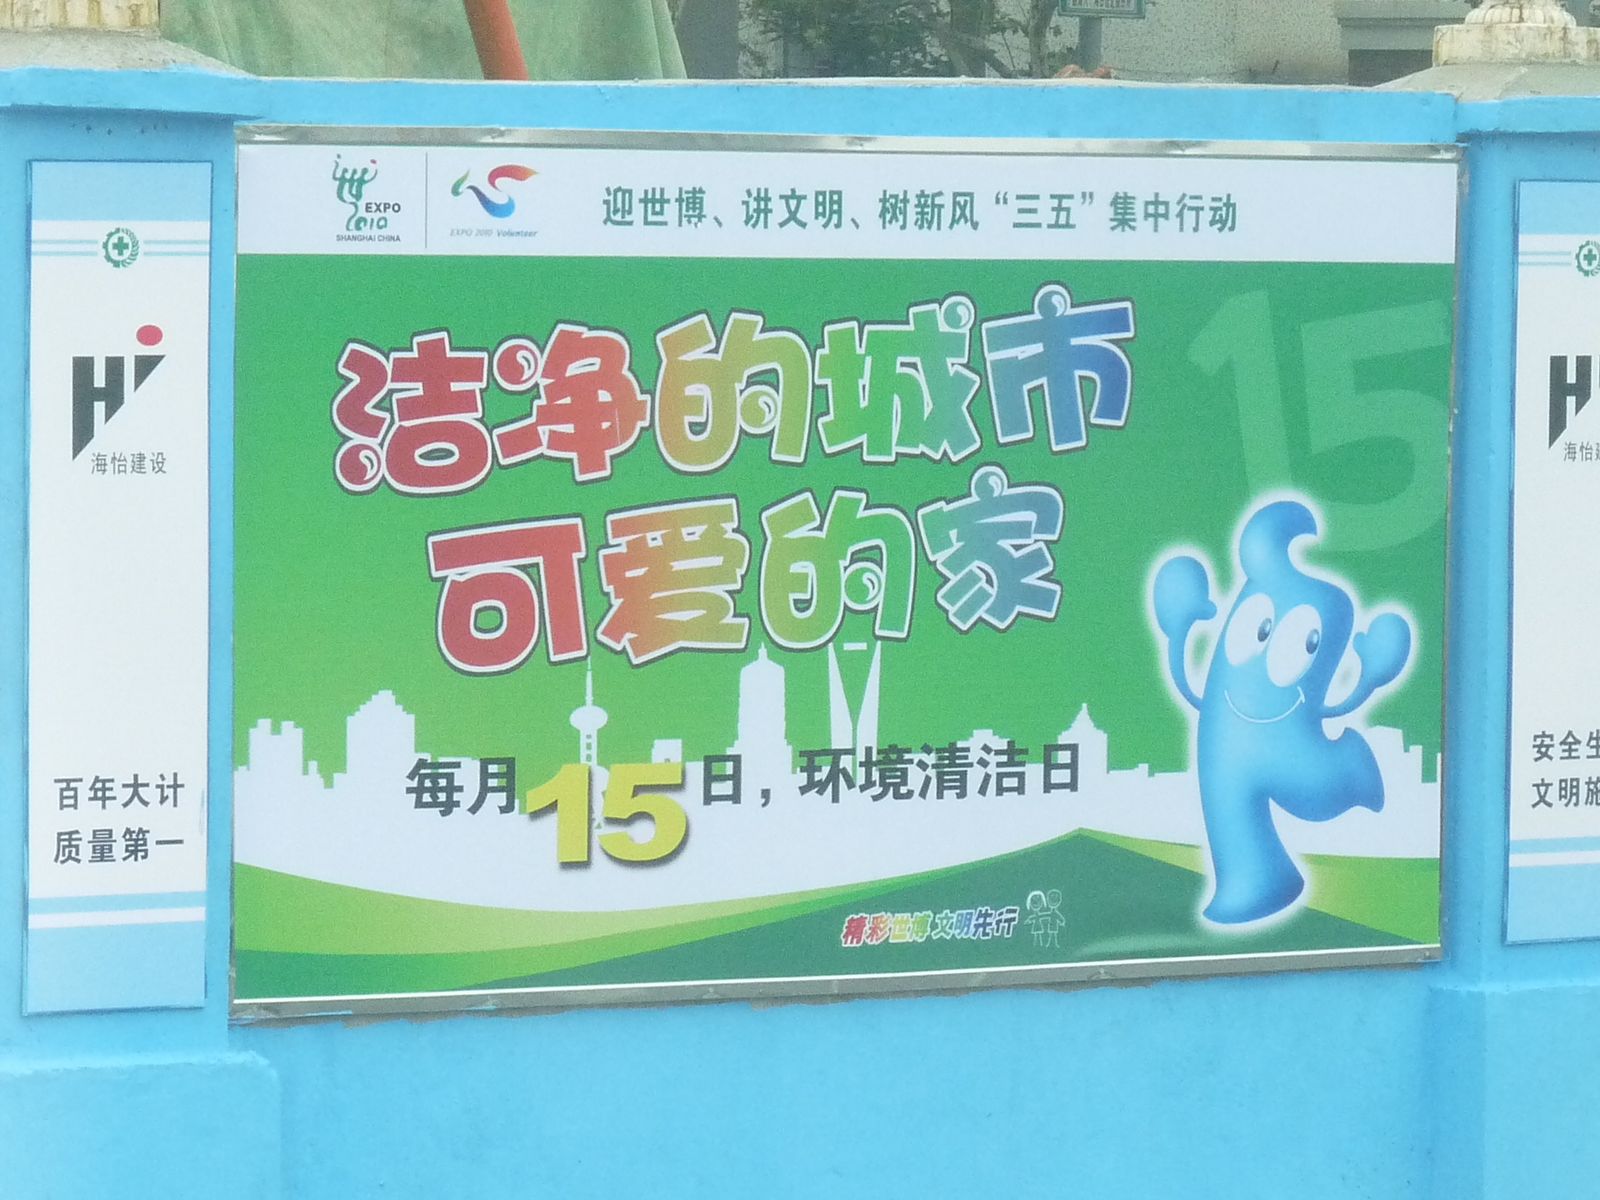 EXPO
2010
SHANGHAI CHINA
EXPO 2010 Volunteer
迎世博、讲文明、树新风“三五”集中行动
洁净的城市
可爱的家
15
每月15日，环境清洁日
精彩世博 文明先行
海怡建设
百年大计
质量第一
海怡
安全生
文明施